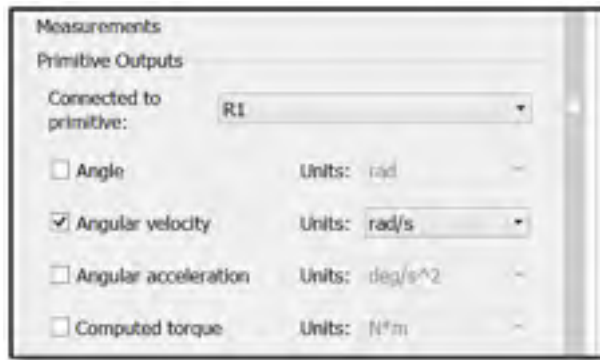 Measurements
Primitive Outputs
Connected to
primitive:
R1
Angle Units: rad
Angular velocity Units: rad/s
Angular acceleration Units: deg/s^2
Computed torque Units: N*m